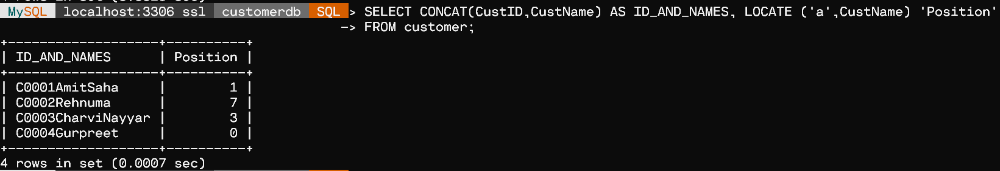 MySQL localhost:3306 ssl customerdb SQL > SELECT CONCAT(CustID,CustName) AS ID_AND_NAMES, LOCATE ('a',CustName) 'Position'
-> FROM customer;
+-------------------+----------+
| ID_AND_NAMES      | Position |
+-------------------+----------+
| C0001AmitSaha     |        1 |
| C0002Rehnuma      |        7 |
| C0003CharviNayyar |        3 |
| C0004Gurpreet     |        0 |
+-------------------+----------+
4 rows in set (0.0007 sec)